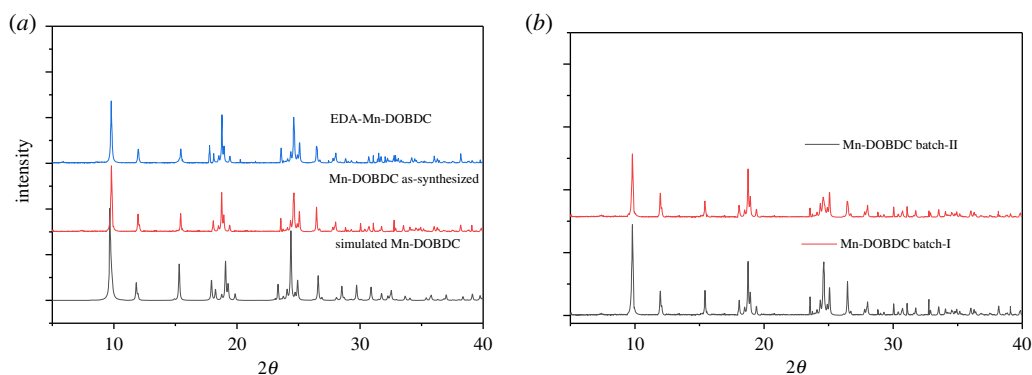 (a)
intensity
EDA-Mn-DOBDC
Mn-DOBDC as-synthesized
simulated Mn-DOBDC
10
20
30
40
2θ
(b)
Mn-DOBDC batch-II
Mn-DOBDC batch-I
10
20
30
40
2θ